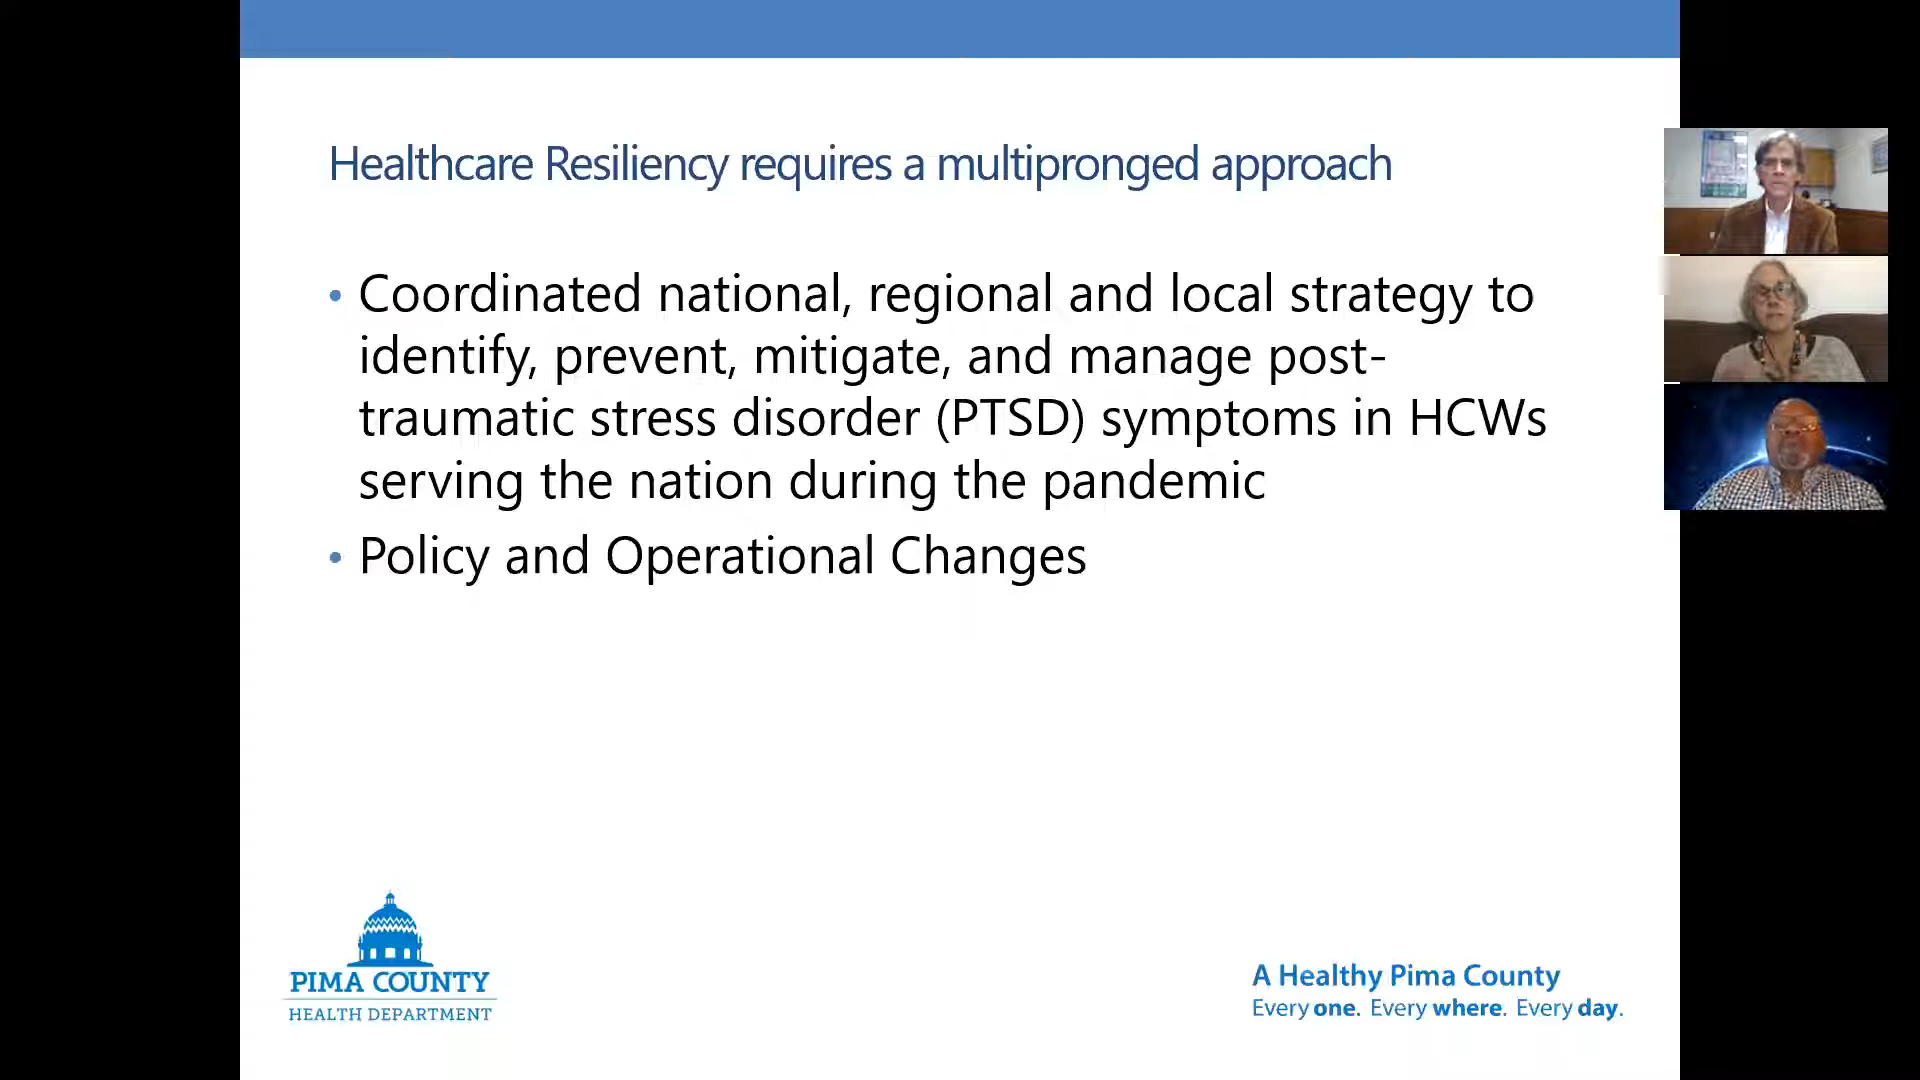 Healthcare Resiliency requires a multipronged approach
• Coordinated national, regional and local strategy to
identify, prevent, mitigate, and manage post-
traumatic stress disorder (PTSD) symptoms in HCWs
serving the nation during the pandemic
• Policy and Operational Changes
PIMA COUNTY
HEALTH DEPARTMENT
A Healthy Pima County
Every one. Every where. Every day.